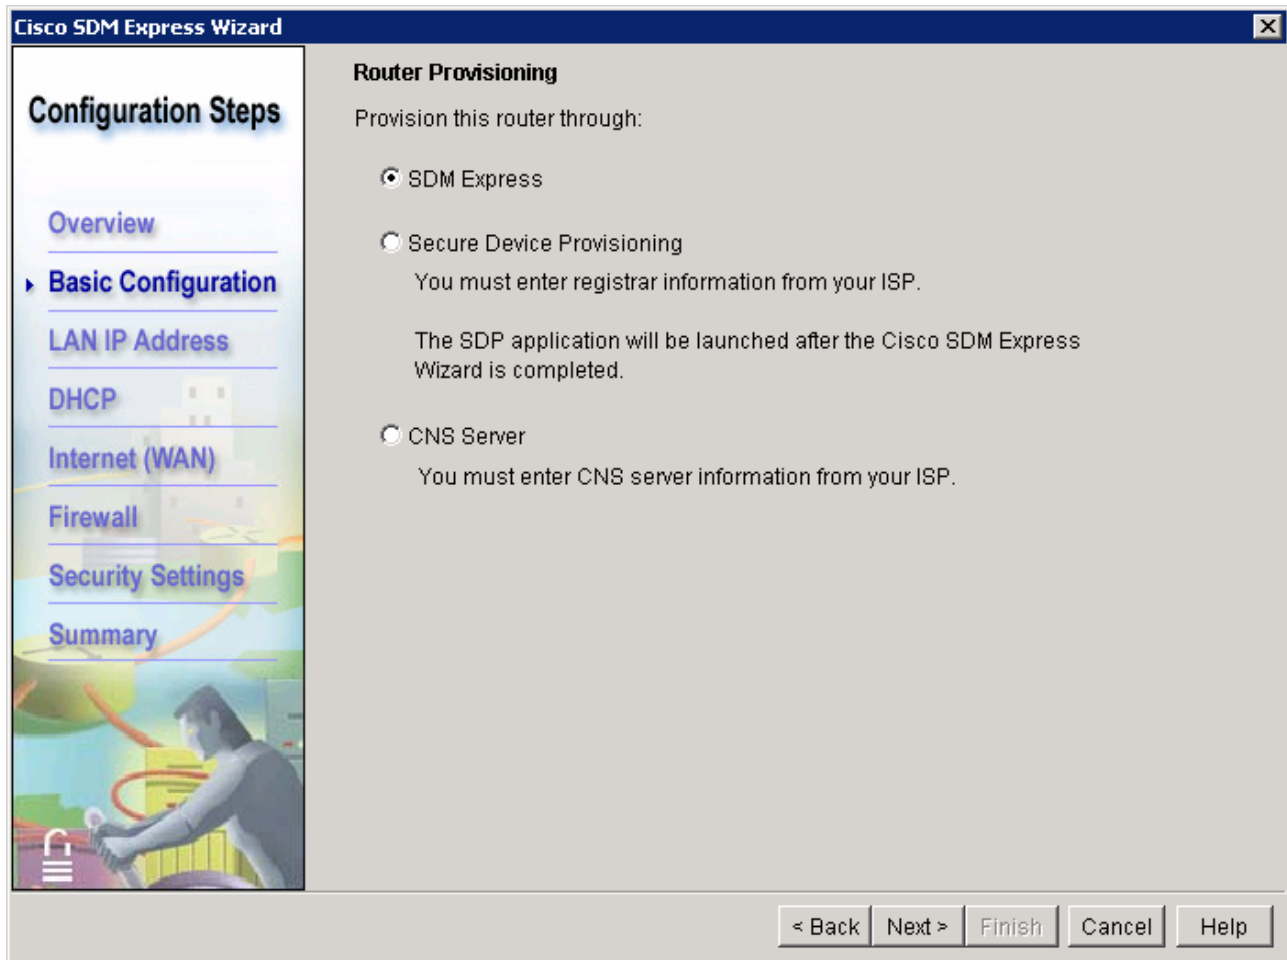 Cisco SDM Express Wizard
Configuration Steps
Overview
Basic Configuration
LAN IP Address
DHCP
Internet (WAN)
Firewall
Security Settings
Summary
Router Provisioning
Provision this router through:
SDM Express
Secure Device Provisioning
You must enter registrar information from your ISP.
The SDP application will be launched after the Cisco SDM Express
Wizard is completed.
CNS Server
You must enter CNS server information from your ISP.
< Back Next > Finish Cancel Help